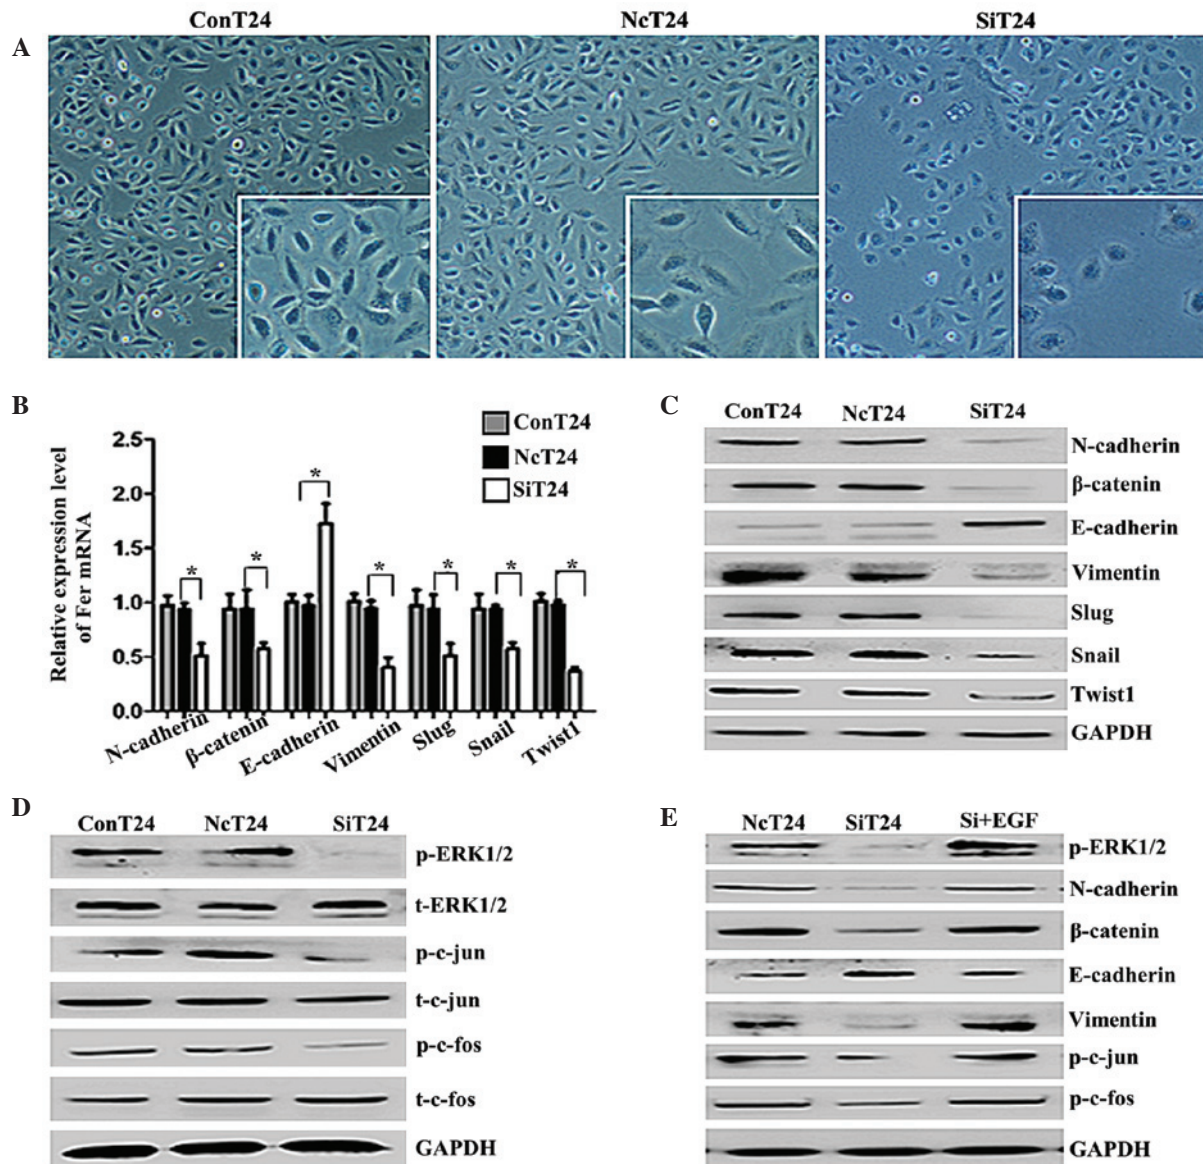 ConT24 NcT24 SiT24
A
B
ConT24
NcT24
SiT24
Relative expression level
of Fer mRNA
2.5
2.0
1.5
1.0
0.5
0.0
* * * * * * *
N-cadherin β-catenin E-cadherin Vimentin Slug Snail Twist1
C
ConT24 NcT24 SiT24
N-cadherin
β-catenin
E-cadherin
Vimentin
Slug
Snail
Twist1
GAPDH
D
ConT24 NcT24 SiT24
p-ERK1/2
t-ERK1/2
p-c-jun
t-c-jun
p-c-fos
t-c-fos
GAPDH
E
NcT24 SiT24 Si+EGF
p-ERK1/2
N-cadherin
β-catenin
E-cadherin
Vimentin
p-c-jun
p-c-fos
GAPDH